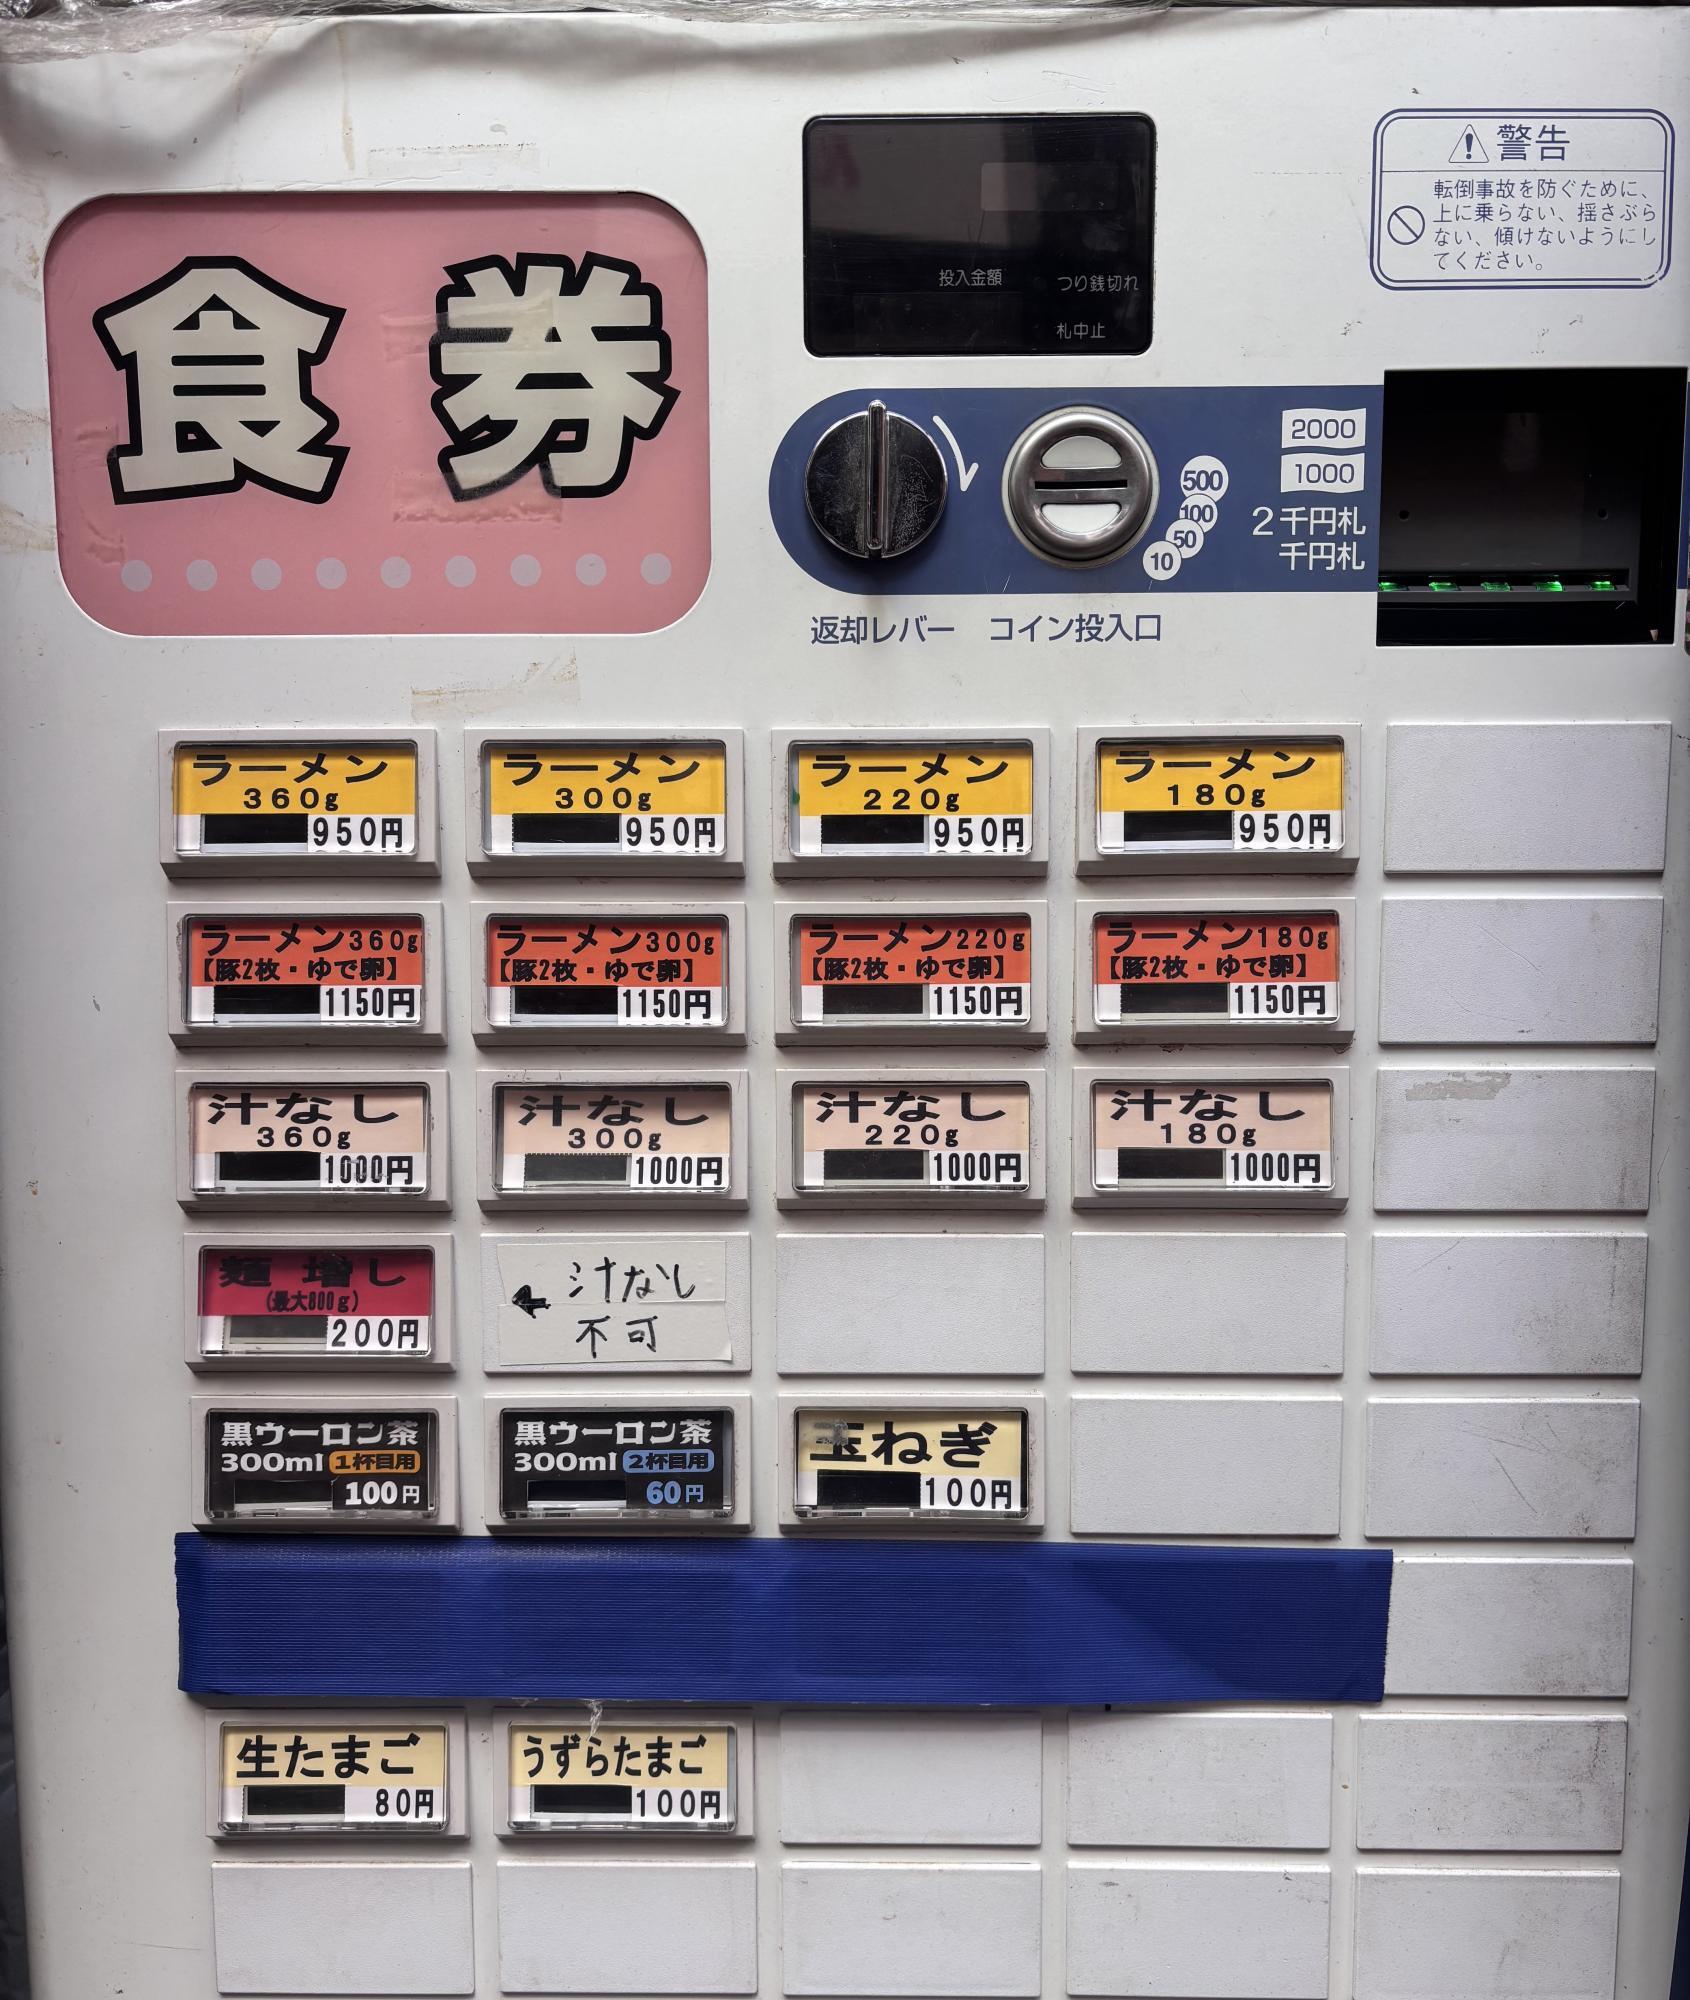 食券
投入金額
つり銭切れ
札中止
警告
転倒事故を防ぐために、
上に乗らない、揺さぶら
ない、傾けないようにし
てください。
2000
1000
2千円札
千円札
500
100
50
10
返却レバー
コイン投入口
ラーメン
360g
950円
ラーメン
300g
950円
ラーメン
220g
950円
ラーメン
180g
950円
ラーメン360g
【豚2枚・ゆで卵】
1150円
ラーメン300g
【豚2枚・ゆで卵】
1150円
ラーメン220g
【豚2枚・ゆで卵】
1150円
ラーメン180g
【豚2枚・ゆで卵】
1150円
汁なし
360g
1000円
汁なし
300g
1000円
汁なし
220g
1000円
汁なし
180g
1000円
麺増し
(最大800g)
200円
← 汁なし
不可
黒ウーロン茶
300ml 1杯目用
100円
黒ウーロン茶
300ml 2杯目用
60円
玉ねぎ
100円
生たまご
80円
うずらたまご
100円